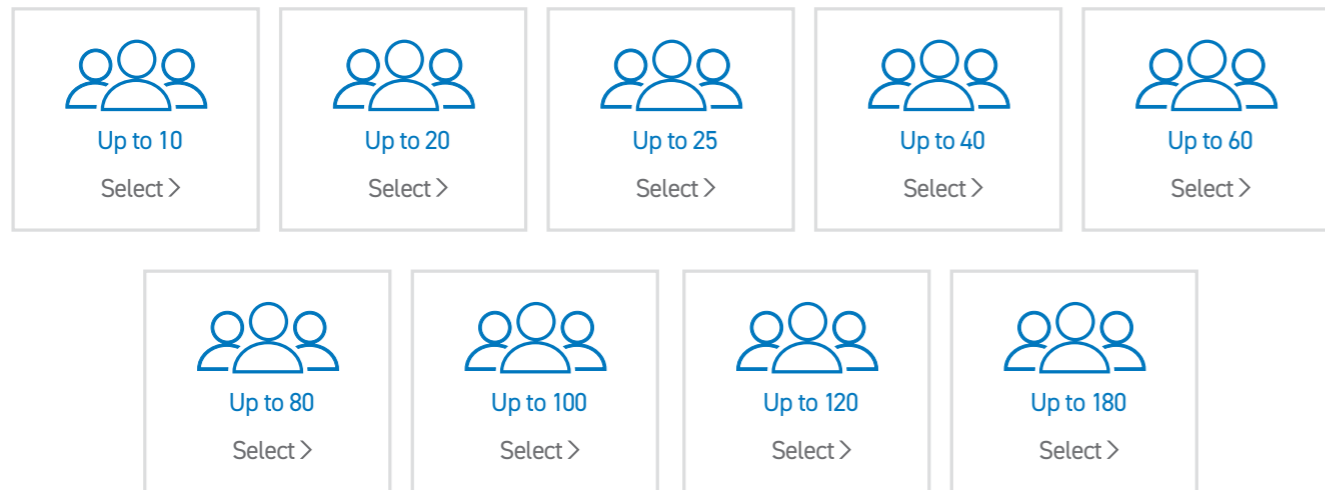 Up to 10
Up to 20
Up to 25
Up to 40
Up to 60
Select >
Select >
Select >
Select >
Select >
Up to 80
Up to 100
Up to 120
Up to 180
Select >
Select >
Select >
Select >